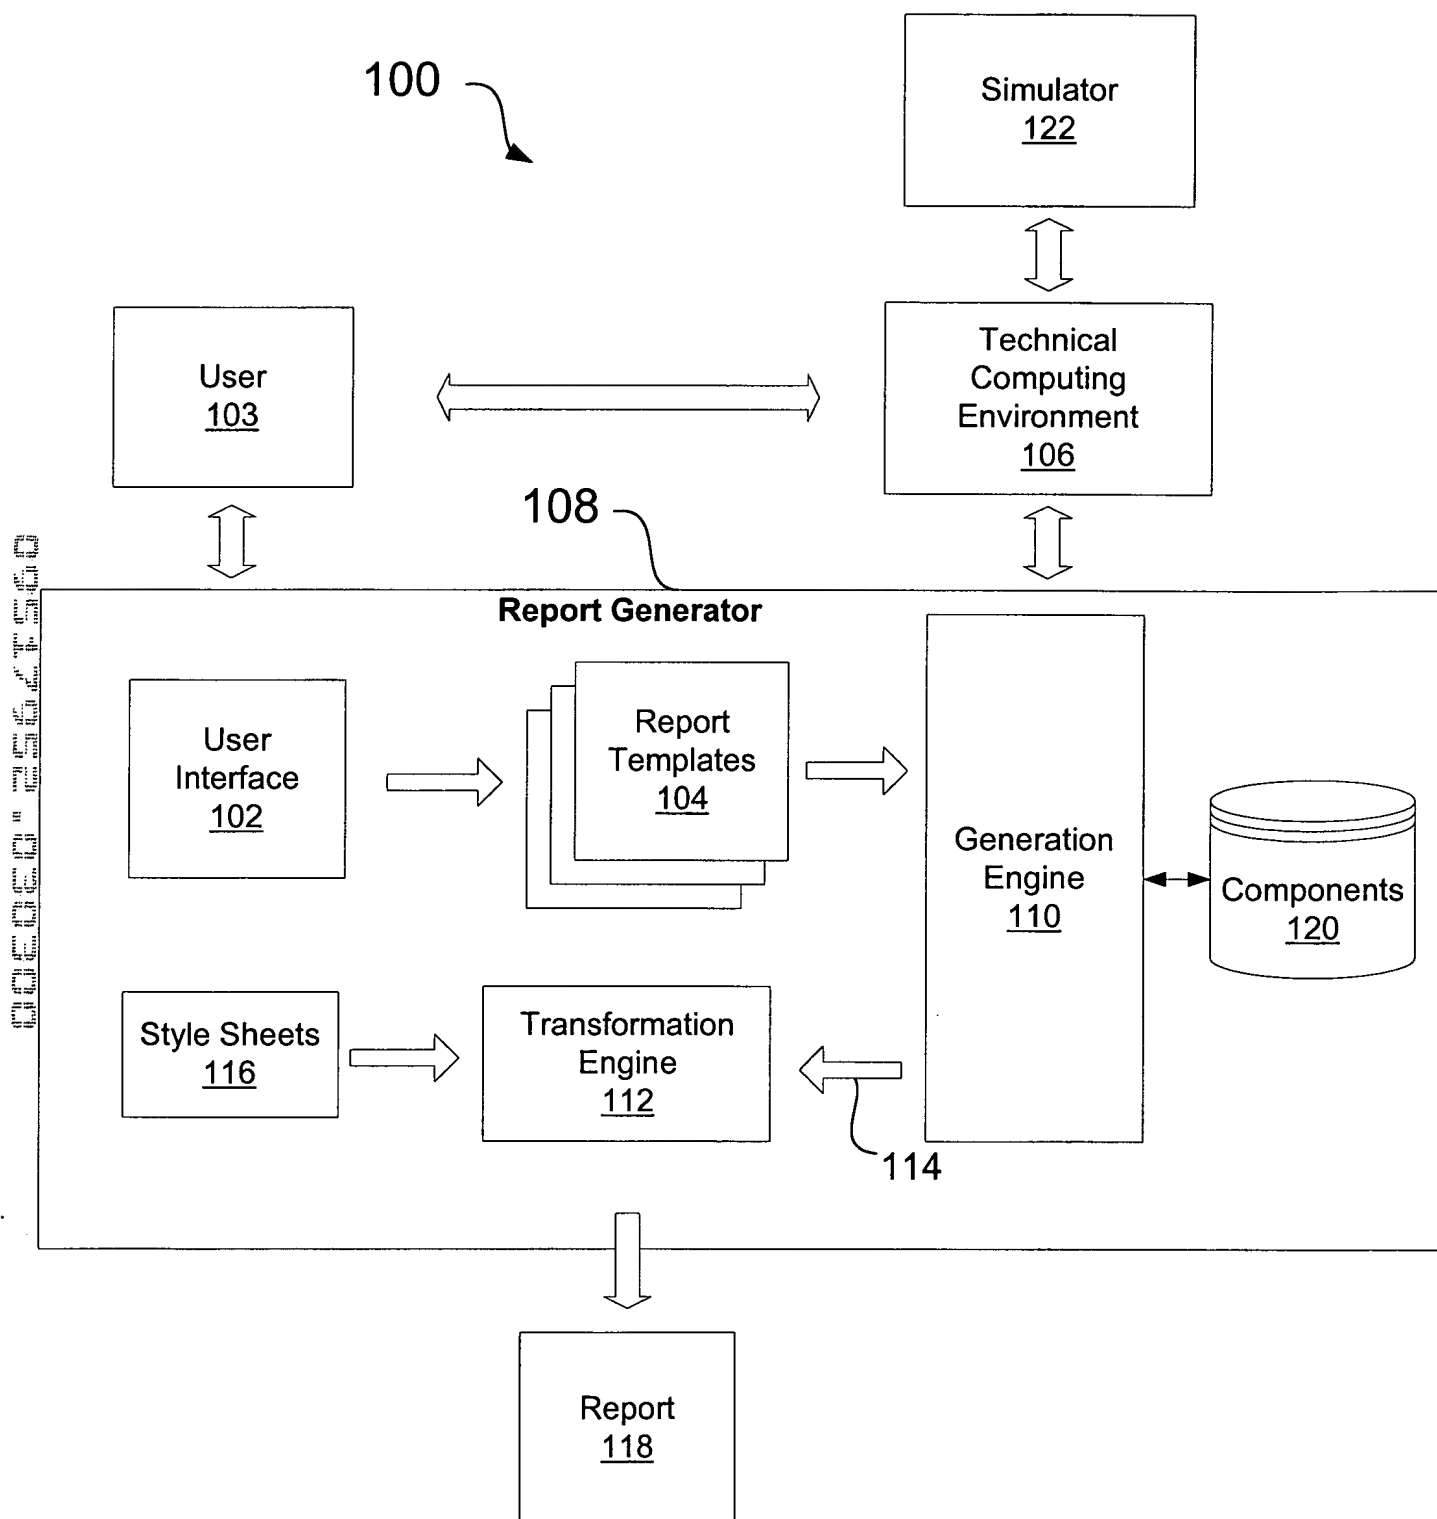 100
Simulator
122
User
103
Technical
Computing
Environment
106
108
Report Generator
User
Interface
102
Report
Templates
104
Generation
Engine
110
Components
120
Style Sheets
116
Transformation
Engine
112
114
Report
118